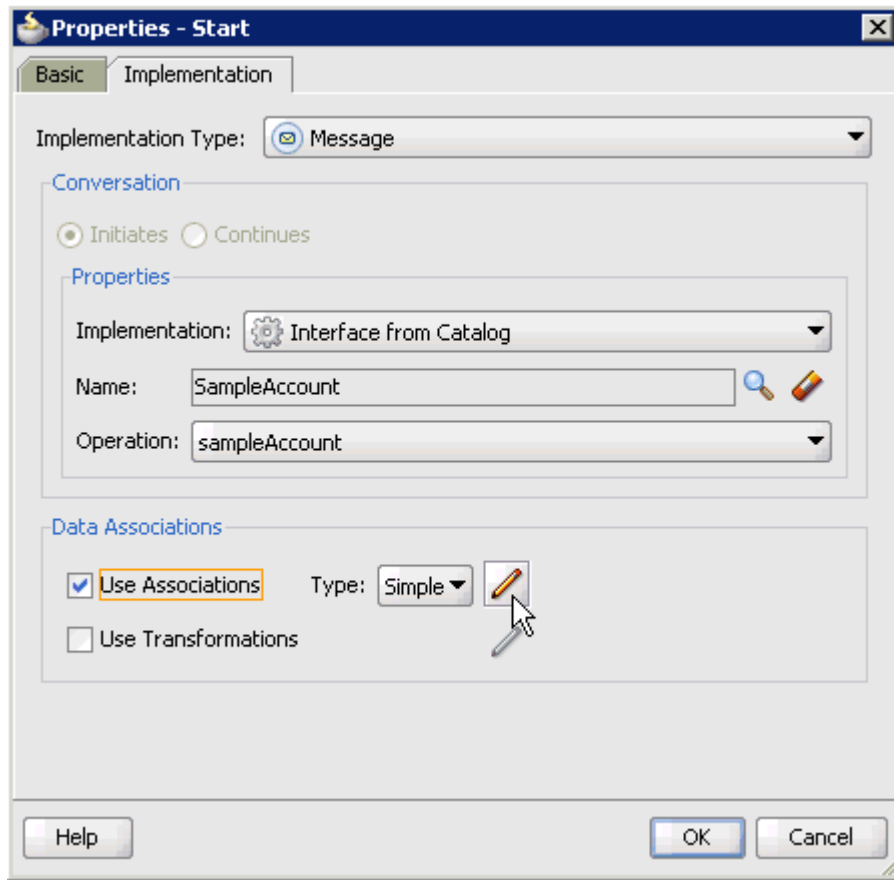 Properties - Start
Basic Implementation
Implementation Type: Message
Conversation
Initiates Continues
Properties
Implementation: Interface from Catalog
Name: SampleAccount
Operation: sampleAccount
Data Associations
Use Associations Type: Simple
Use Transformations
Help OK Cancel